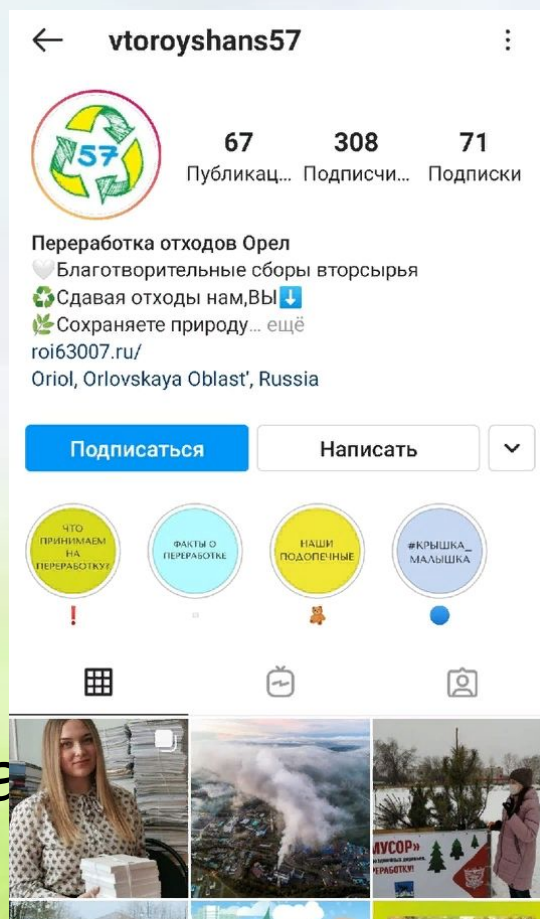 vtoroyshans57
57
67
308
71
Публикац... Подписчи... Подписки
Переработка отходов Орел
🤍Благотворительные сборы вторсырья
♻️Сдавая отходы нам,ВЫ⬇️
🌿Сохраняете природу... ещё
roi63007.ru/
Oriol, Orlovskaya Oblast', Russia
Подписаться
Написать
ЧТО
ПРИНИМАЕМ
НА
ПЕРЕРАБОТКУ?
ФАКТЫ О
ПЕРЕРАБОТКЕ
НАШИ
ПОДОПЕЧНЫЕ
#КРЫШКА_
МАЛЫШКА
❗
🧸
🔵
МУСОР»